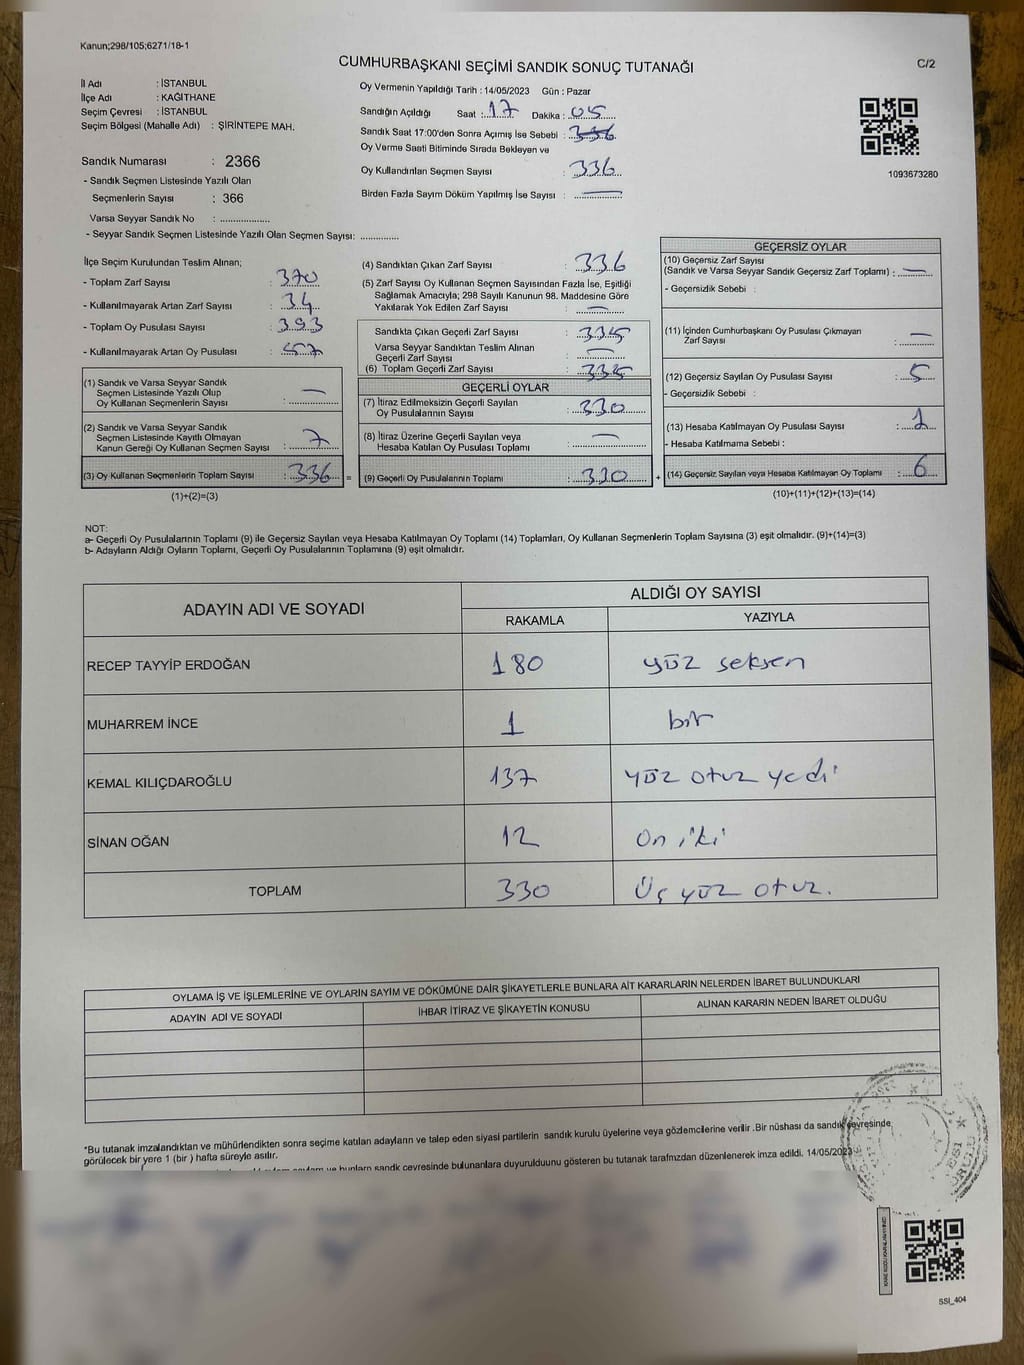 Kanun;298/105;6271/18-1
CUMHURBAŞKANI SEÇİMİ SANDIK SONUÇ TUTANAĞI
C/2
İl Adı : İSTANBUL
İlçe Adı : KAĞITHANE
Seçim Çevresi : İSTANBUL
Seçim Bölgesi (Mahalle Adı) : ŞİRİNTEPE MAH.
Sandık Numarası : 2366
- Sandık Seçmen Listesinde Yazılı Olan
Seçmenlerin Sayısı : 366
Varsa Seyyar Sandık No : ....................
- Seyyar Sandık Seçmen Listesinde Yazılı Olan Seçmen Sayısı: ...............
Oy Vermenin Yapıldığı Tarih : 14/05/2023 Gün : Pazar
Sandığın Açıldığı Saat : 17 Dakika : 05
Sandık Saat 17:00'den Sonra Açımış İse Sebebi : 336
Oy Verme Saati Bitiminde Sırada Bekleyen ve
Oy Kullandırılan Seçmen Sayısı : 336
Birden Fazla Sayım Döküm Yapılmış İse Sayısı : —
1093673280
İlçe Seçim Kurulundan Teslim Alınan;
- Toplam Zarf Sayısı : 370
- Kullanılmayarak Artan Zarf Sayısı : 34
- Toplam Oy Pusulası Sayısı : 393
- Kullanılmayarak Artan Oy Pusulası : 57
(1) Sandık ve Varsa Seyyar Sandık
Seçmen Listesinde Yazılı Olup
Oy Kullanan Seçmenlerin Sayısı : —
(2) Sandık ve Varsa Seyyar Sandık
Seçmen Listesinde Kayıtlı Olmayan
Kanun Gereği Oy Kullanan Seçmen Sayısı : 7
(3) Oy Kullanan Seçmenlerin Toplam Sayısı : 336 =
(1)+(2)=(3)
(4) Sandıktan Çıkan Zarf Sayısı : 336
(5) Zarf Sayısı Oy Kullanan Seçmen Sayısından Fazla İse, Eşitliği
Sağlamak Amacıyla; 298 Sayılı Kanunun 98. Maddesine Göre
Yakılarak Yok Edilen Zarf Sayısı : —
Sandıkta Çıkan Geçerli Zarf Sayısı : 335
Varsa Seyyar Sandıktan Teslim Alınan
Geçerli Zarf Sayısı : —
(6) Toplam Geçerli Zarf Sayısı : 335
GEÇERLİ OYLAR
(7) İtiraz Edilmeksizin Geçerli Sayılan
Oy Pusulalarının Sayısı : 330
(8) İtiraz Üzerine Geçerli Sayılan veya
Hesaba Katılan Oy Pusulası Toplamı : —
(9) Geçerli Oy Pusulalarının Toplamı : 330 +
GEÇERSİZ OYLAR
(10) Geçersiz Zarf Sayısı
(Sandık ve Varsa Seyyar Sandık Geçersiz Zarf Toplamı) : —
- Geçersizlik Sebebi :
(11) İçinden Cumhurbaşkanı Oy Pusulası Çıkmayan
Zarf Sayısı : —
(12) Geçersiz Sayılan Oy Pusulası Sayısı : 5
- Geçersizlik Sebebi :
(13) Hesaba Katılmayan Oy Pusulası Sayısı : 1
- Hesaba Katılmama Sebebi :
(14) Geçersiz Sayılan veya Hesaba Katılmayan Oy Toplamı : 6
(10)+(11)+(12)+(13)=(14)
NOT:
a- Geçerli Oy Pusulalarının Toplamı (9) ile Geçersiz Sayılan veya Hesaba Katılmayan Oy Toplamı (14) Toplamları, Oy Kullanan Seçmenlerin Toplam Sayısına (3) eşit olmalıdır. (9)+(14)=(3)
b- Adayların Aldığı Oyların Toplamı, Geçerli Oy Pusulalarının Toplamına (9) eşit olmalıdır.
ADAYIN ADI VE SOYADI
ALDIĞI OY SAYISI
RAKAMLA YAZIYLA
RECEP TAYYİP ERDOĞAN 180 yüz seksen
MUHARREM İNCE 1 bir
KEMAL KILIÇDAROĞLU 137 yüz otuz yedi
SİNAN OĞAN 12 On iki
TOPLAM 330 Üç yüz otuz.
OYLAMA İŞ VE İŞLEMLERİNE VE OYLARIN SAYIM VE DÖKÜMÜNE DAİR ŞİKAYETLERLE BUNLARA AİT KARARLARIN NELERDEN İBARET BULUNDUKLARI
ADAYIN ADI VE SOYADI İHBAR İTİRAZ VE ŞİKAYETİN KONUSU ALINAN KARARIN NEDEN İBARET OLDUĞU
*Bu tutanak imzalandıktan ve mühürlendikten sonra seçime katılan adayların ve talep eden siyasi partilerin sandık kurulu üyelerine veya gözlemcilerine verilir .Bir nüshası da sandık çevresinde
görülecek bir yere 1 (bir ) hafta süreyle asılır.
ve bunların sandık çevresinde bulunanlara duyurulduunu gösteren bu tutanak tarafımızdan düzenlenerek imza edildi. 14/05/2023
SSİ_404